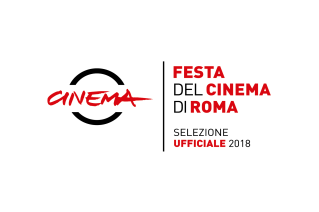 CINEMA
FESTA
DEL CINEMA
DI ROMA
SELEZIONE
UFFICIALE 2018